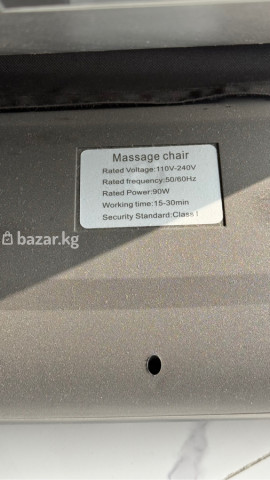 Massage chair
Rated Voltage:110V-240V
Rated frequency:50/60Hz
Rated Power:90W
Working time:15-30min
Security Standard:Class I
bazar.kg